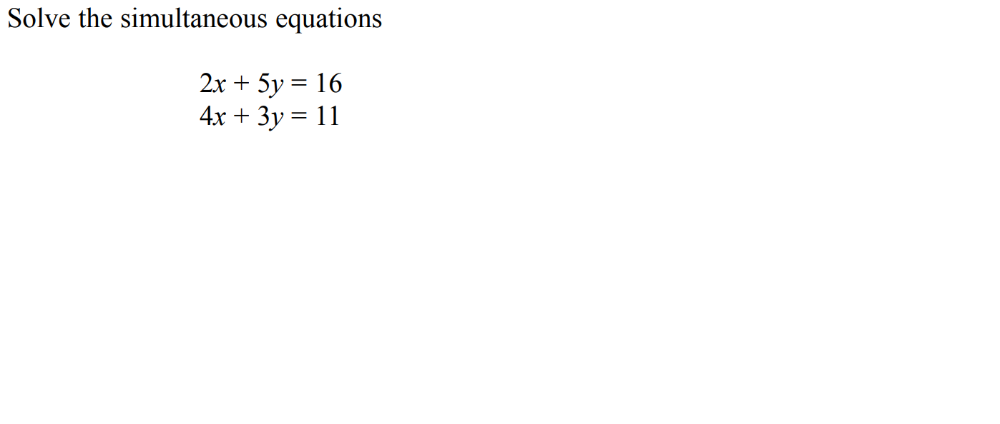 Solve the simultaneous equations
2x + 5y = 16
4x + 3y = 11